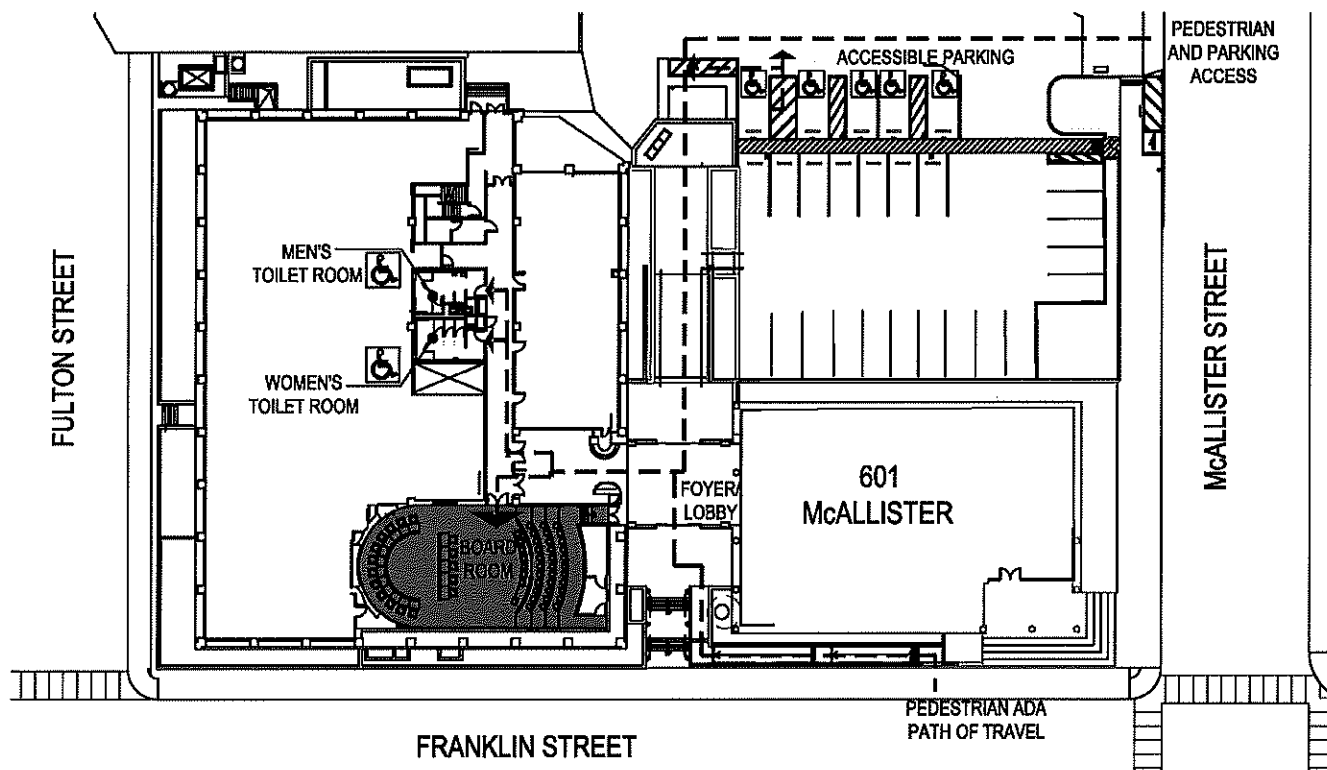 PEDESTRIAN
AND PARKING
ACCESS
ACCESSIBLE PARKING
MEN'S
TOILET ROOM
WOMEN'S
TOILET ROOM
FULTON STREET
McALLISTER STREET
601
McALLISTER
FOYER/
LOBBY
BOARD
ROOM
PEDESTRIAN ADA
PATH OF TRAVEL
FRANKLIN STREET